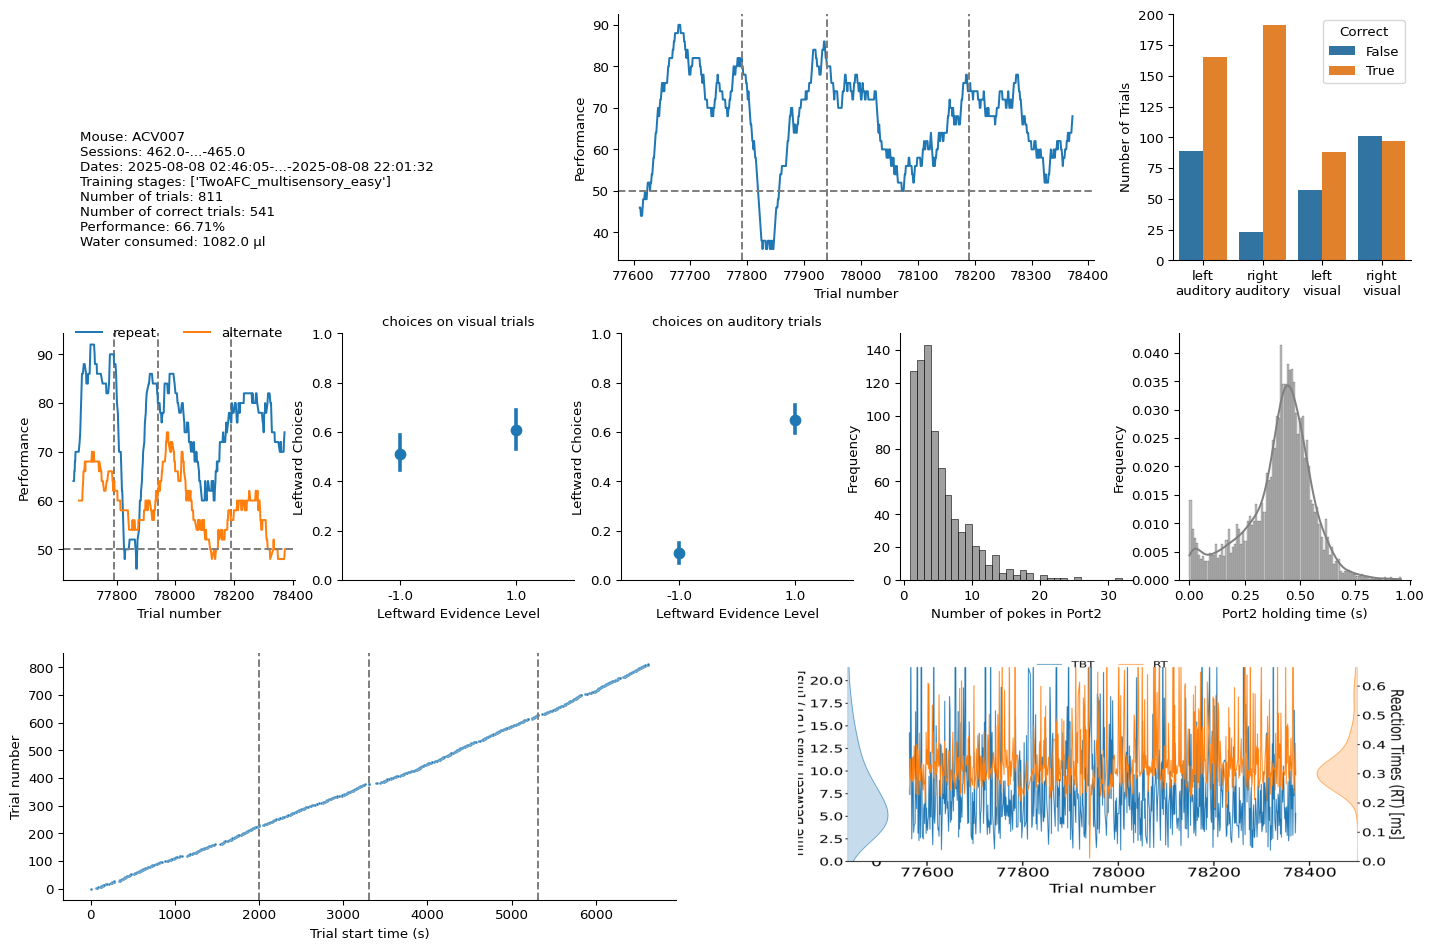 Mouse: ACV007
Sessions: 462.0-...-465.0
Dates: 2025-08-08 02:46:05-...-2025-08-08 22:01:32
Training stages: ['TwoAFC_multisensory_easy']
Number of trials: 811
Number of correct trials: 541
Performance: 66.71%
Water consumed: 1082.0 µl
90
80
70
60
50
40
Performance
77600 77700 77800 77900 78000 78100 78200 78300 78400
Trial number
200
175
150
125
100
75
50
25
0
Number of Trials
Correct
False
True
left auditory
right auditory
left visual
right visual
repeat alternate
90
80
70
60
50
Performance
77800 78000 78200 78400
Trial number
choices on visual trials
1.0
0.8
0.6
0.4
0.2
0.0
Leftward Choices
-1.0 1.0
Leftward Evidence Level
choices on auditory trials
1.0
0.8
0.6
0.4
0.2
0.0
Leftward Choices
-1.0 1.0
Leftward Evidence Level
140
120
100
80
60
40
20
0
Frequency
0 10 20 30
Number of pokes in Port2
0.040
0.035
0.030
0.025
0.020
0.015
0.010
0.005
0.000
Frequency
0.00 0.25 0.50 0.75 1.00
Port2 holding time (s)
800
700
600
500
400
300
200
100
0
Trial number
0 1000 2000 3000 4000 5000 6000
Trial start time (s)
TBT RT
20.0
17.5
15.0
12.5
10.0
7.5
5.0
2.5
0.0
Time between trials (TBT) [s]
0.6
0.5
0.4
0.3
0.2
0.1
0.0
Reaction Times (RT) [ms]
77600 77800 78000 78200 78400
Trial number